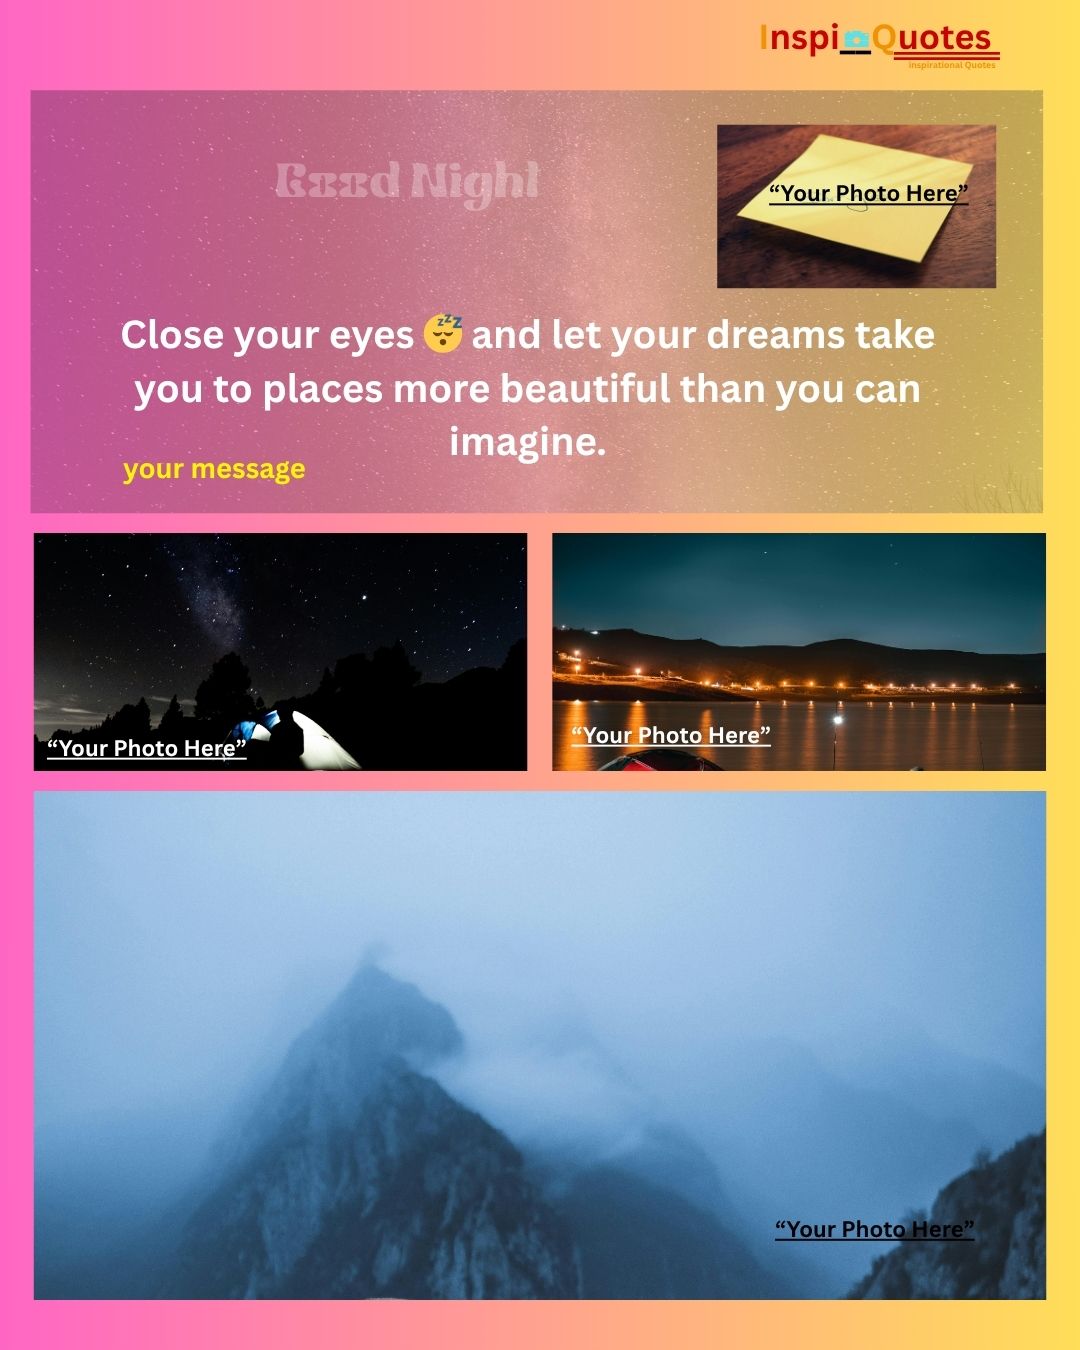 InspiQuotes
inspirational Quotes
Good Night
“Your Photo Here”
Close your eyes 😴 and let your dreams take
you to places more beautiful than you can
imagine.
your message
“Your Photo Here”
“Your Photo Here”
“Your Photo Here”